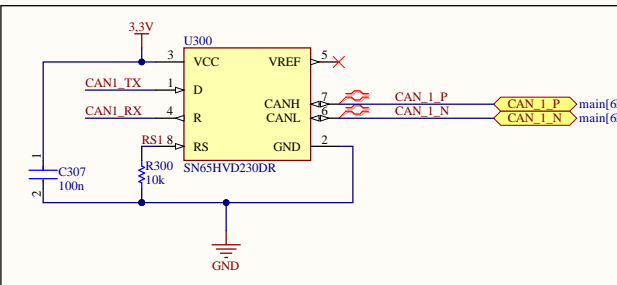 3.3V
U300
3 VCC VREF 5
CAN1_TX 1 D
CANH 7 CAN_1_P CAN_1_P main[6
CAN1_RX 4 R CANL 6 CAN_1_N CAN_1_N main[6
RS1 8 RS GND 2
SN65HVD230DR
1
C307
100n
2
R300
10k
GND